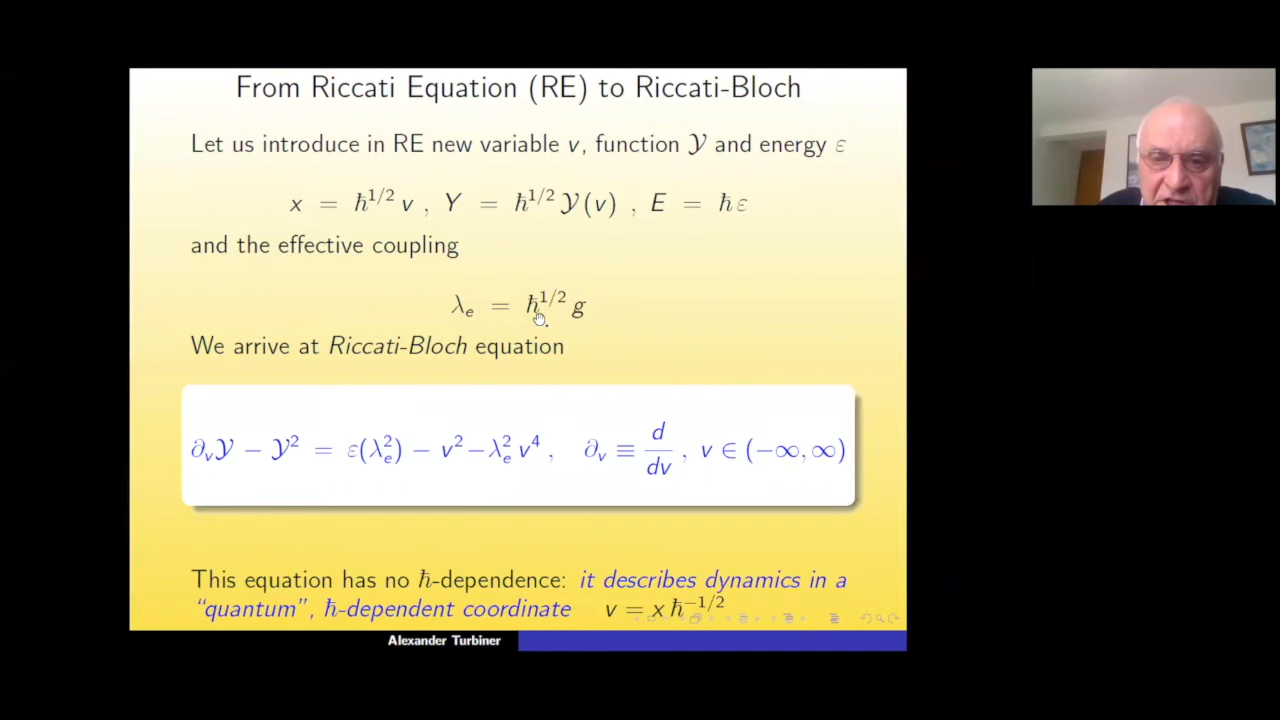 From Riccati Equation (RE) to Riccati-Bloch
Let us introduce in RE new variable v, function 𝒴 and energy ε
x = ℏ^{1/2} v , Y = ℏ^{1/2} 𝒴(v) , E = ℏ ε
and the effective coupling
λ_e = ℏ^{1/2} g
We arrive at Riccati-Bloch equation
∂_v 𝒴 − 𝒴² = ε(λ_e²) − v² − λ_e² v⁴ , ∂_v ≡ d/dv , v ∈ (−∞, ∞)
This equation has no ℏ-dependence: it describes dynamics in a
“quantum”, ℏ-dependent coordinate v = x ℏ^{−1/2}
Alexander Turbiner